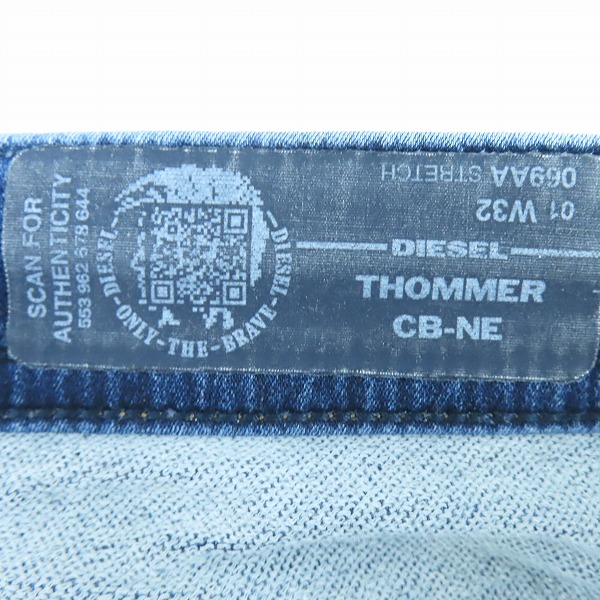 SCAN FOR
AUTHENTICITY
553 962 678 644
DIESEL-ONLY-THE-BRAVE-DIESEL
069AA STRETCH
01 W32
DIESEL
THOMMER
CB-NE